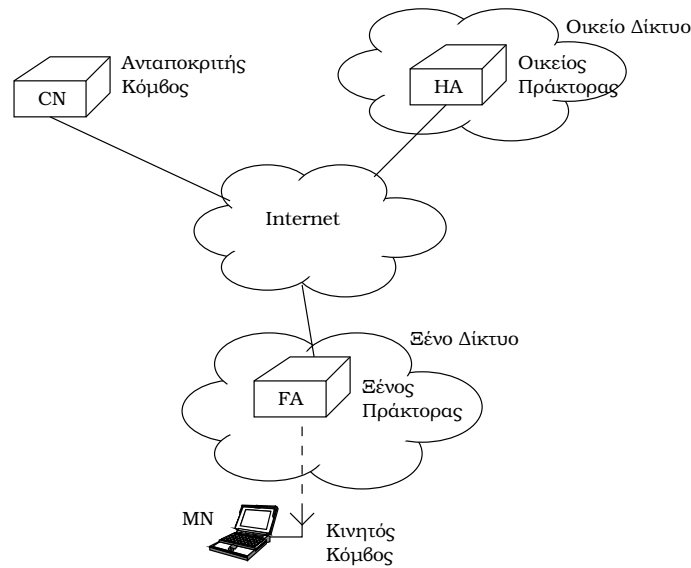 Οικείο Δίκτυο
Ανταποκριτής
Κόμβος
CN
Οικείος
Πράκτορας
HA
Internet
Ξένο Δίκτυο
Ξένος
Πράκτορας
FA
MN
Κινητός
Κόμβος